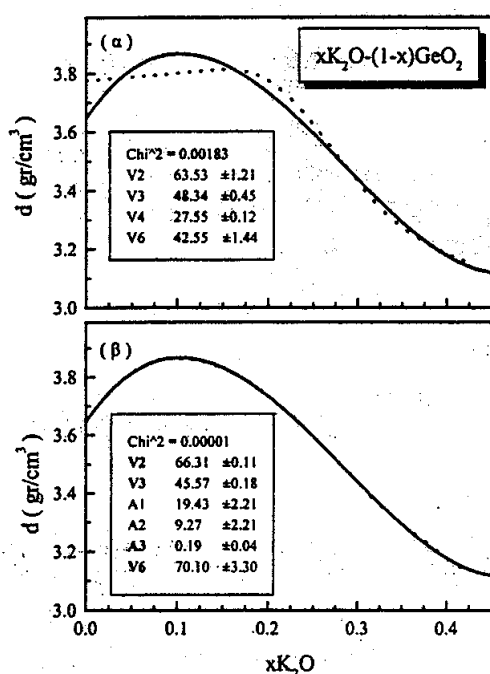 (α)
xK₂O-(1-x)GeO₂
d ( gr/cm³ )
3.8
3.6
3.4
3.2
3.0
Chi^2 = 0.00183
V2 63.53 ±1.21
V3 48.34 ±0.45
V4 27.55 ±0.12
V6 42.55 ±1.44
(β)
d ( gr/cm³ )
3.8
3.6
3.4
3.2
3.0
Chi^2 = 0.00001
V2 66.31 ±0.11
V3 45.57 ±0.18
A1 19.43 ±2.21
A2 9.27 ±2.21
A3 0.19 ±0.04
V6 70.10 ±3.30
0.0 0.1 0.2 0.3 0.4
xK₂O